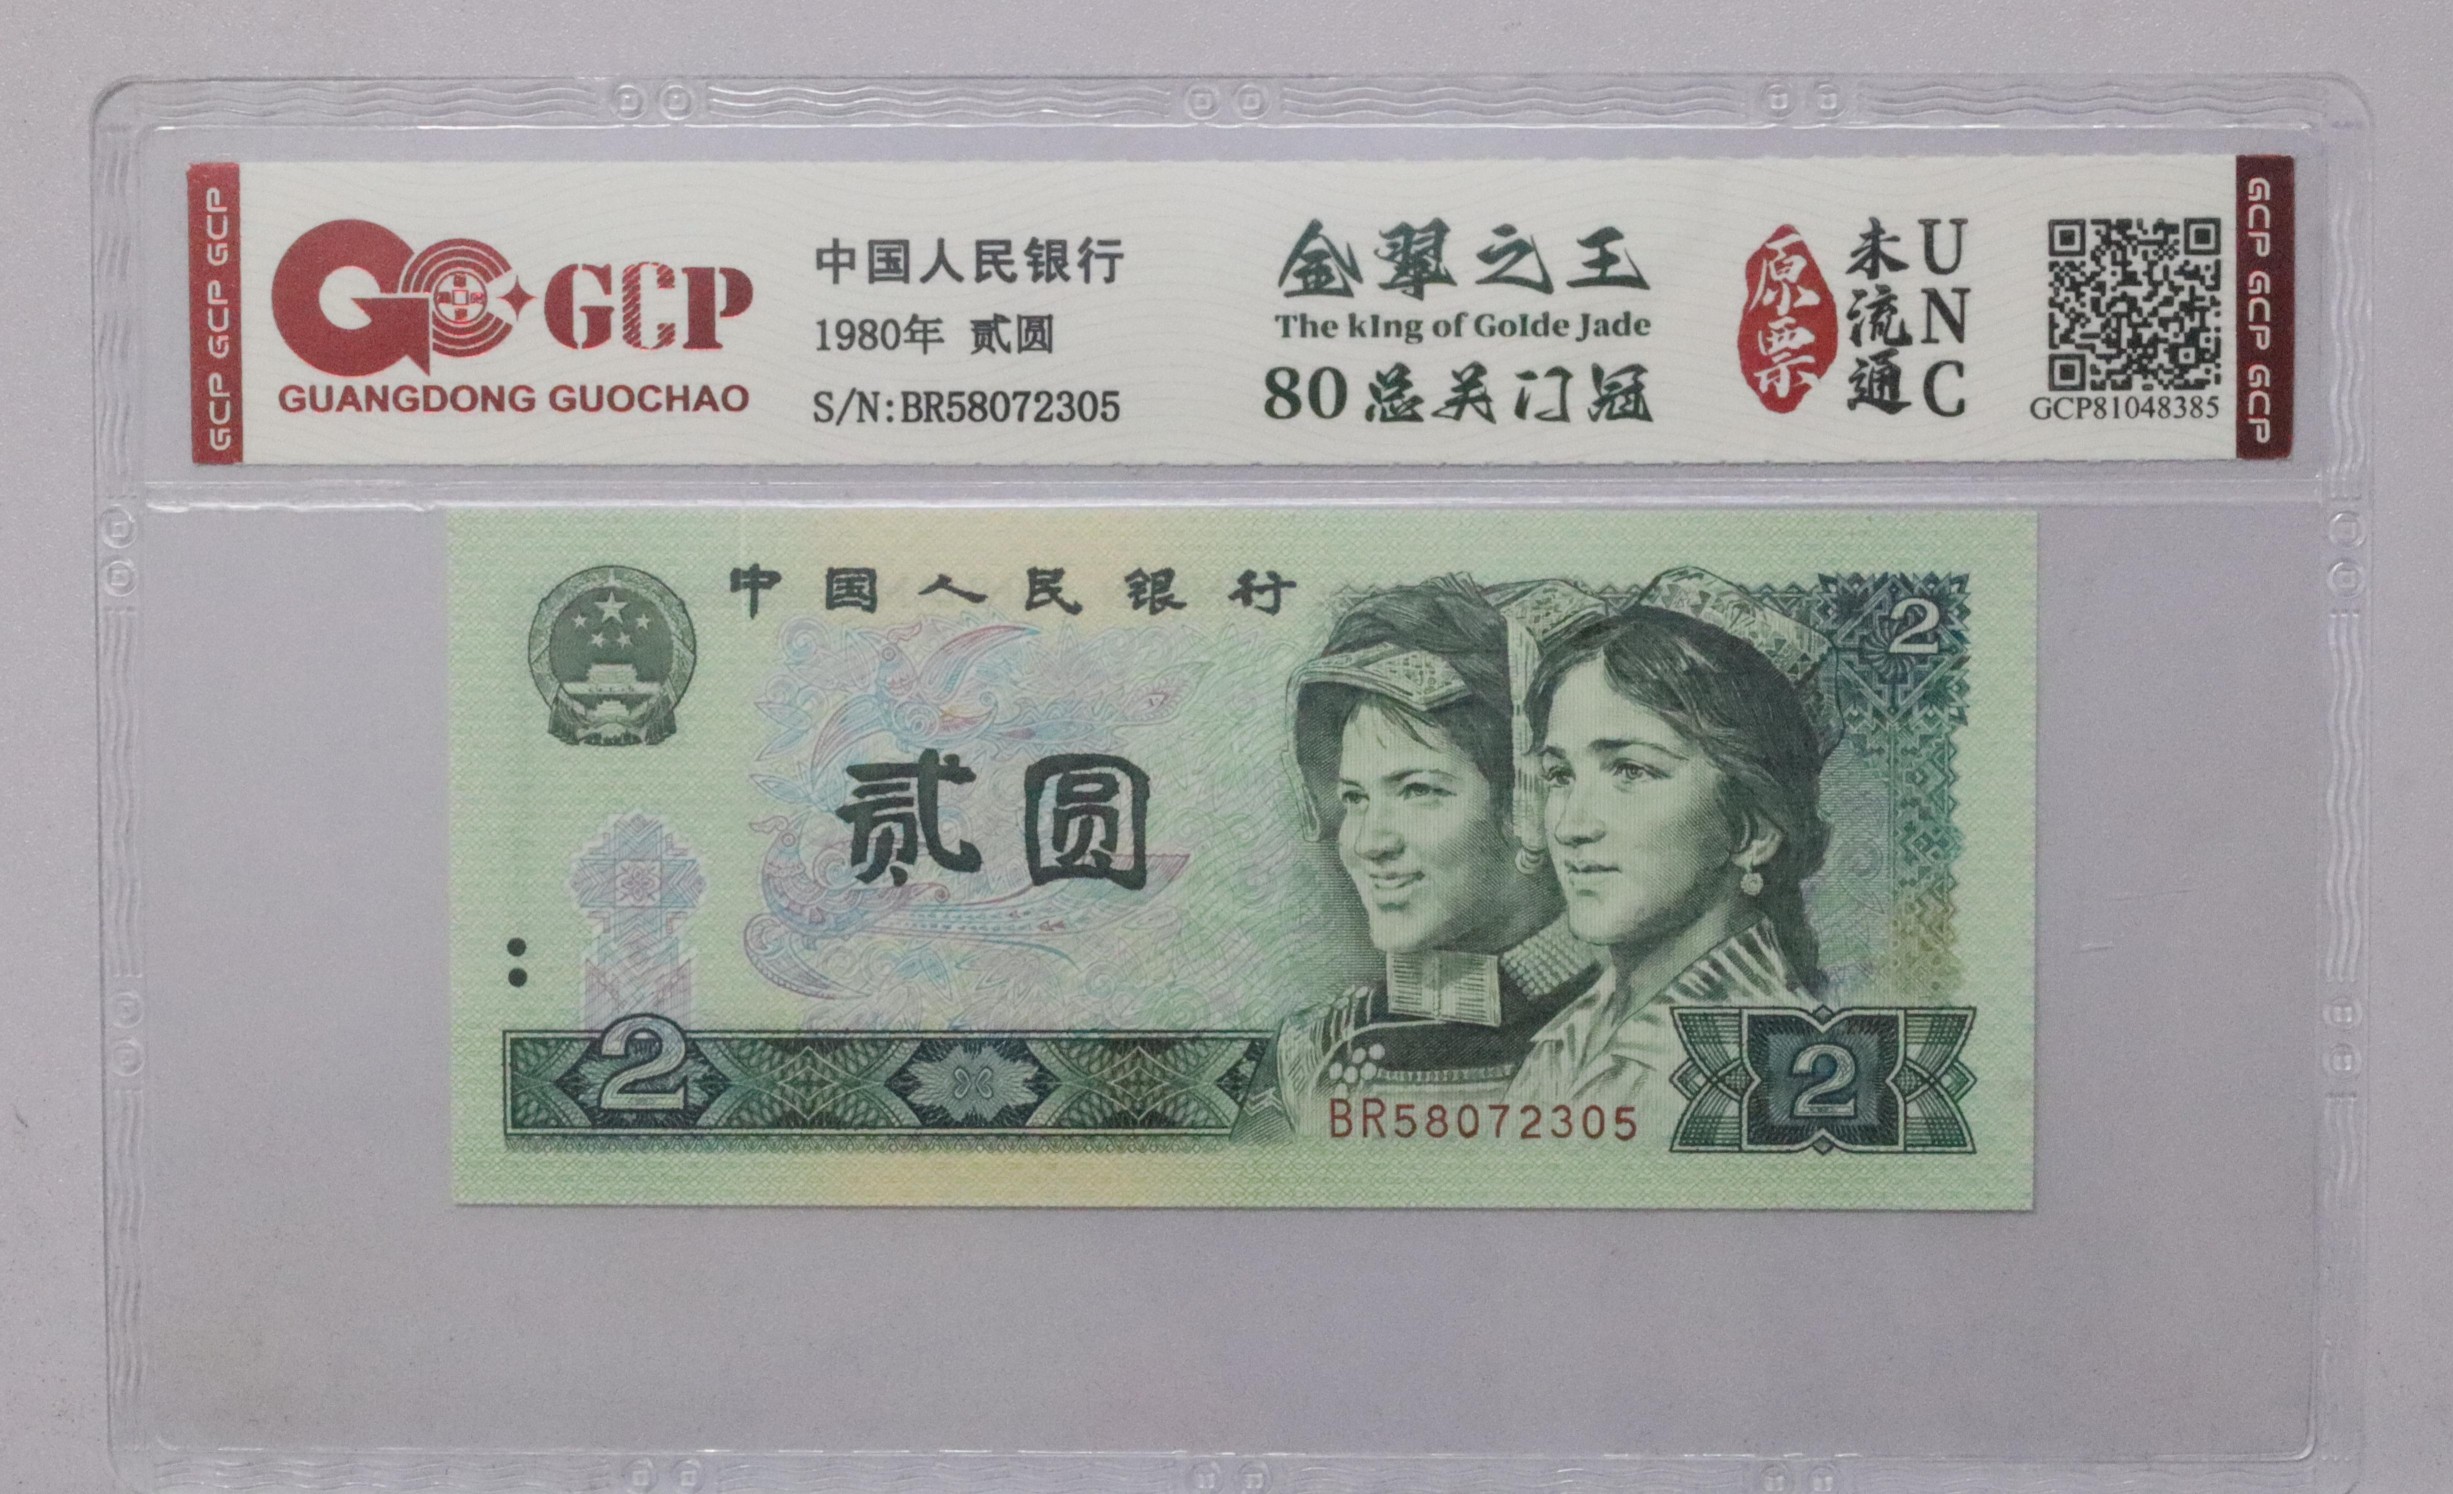 GCP GCP GCP
GCP
GUANGDONG GUOCHAO
中国人民银行
1980年 贰圆
S/N:BR58072305
金翠之王
The kIng of GoIde Jade
80总关门冠
原票
未流通
UNC
GCP81048385
GCP GCP GCP
中国人民银行
2
贰圆
2
BR58072305
2